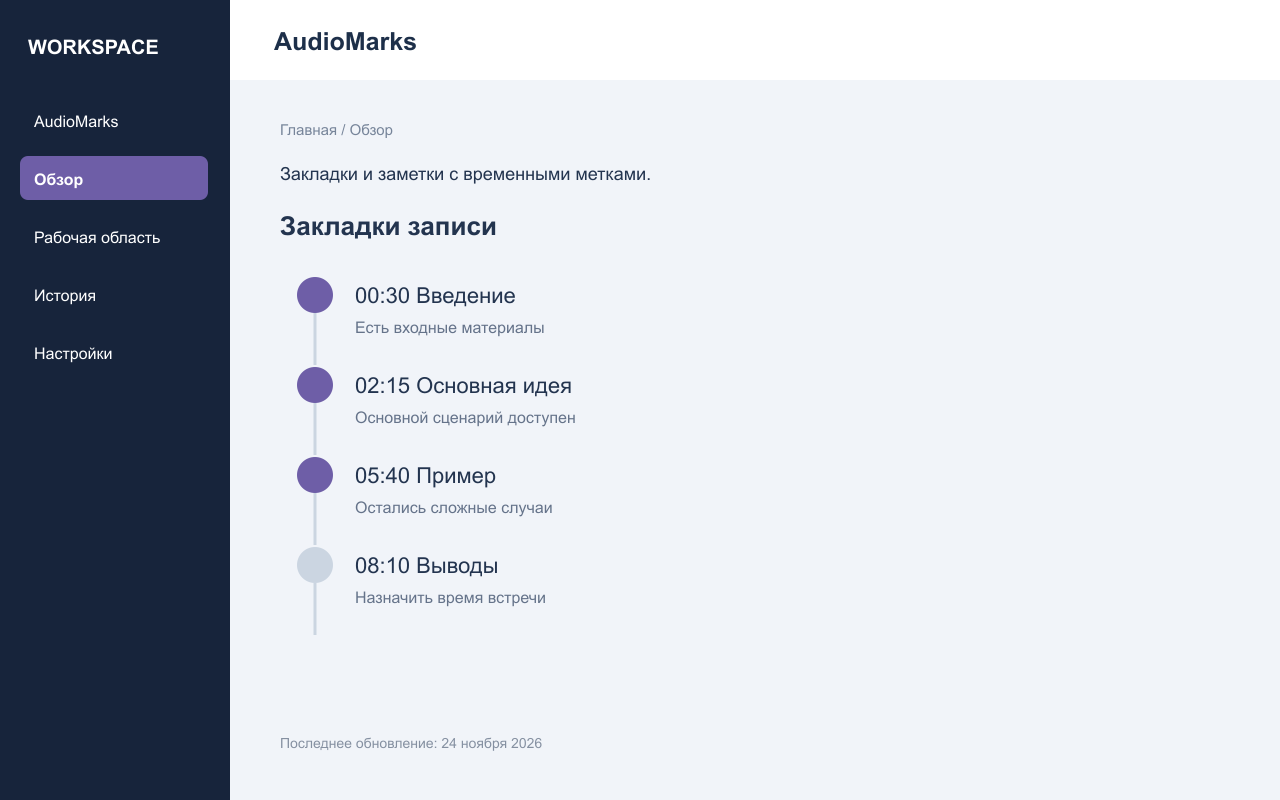 WORKSPACE
AudioMarks
Обзор
Рабочая область
История
Настройки
AudioMarks
Главная / Обзор
Закладки и заметки с временными метками.
Закладки записи
00:30 Введение
Есть входные материалы
02:15 Основная идея
Основной сценарий доступен
05:40 Пример
Остались сложные случаи
08:10 Выводы
Назначить время встречи
Последнее обновление: 24 ноября 2026